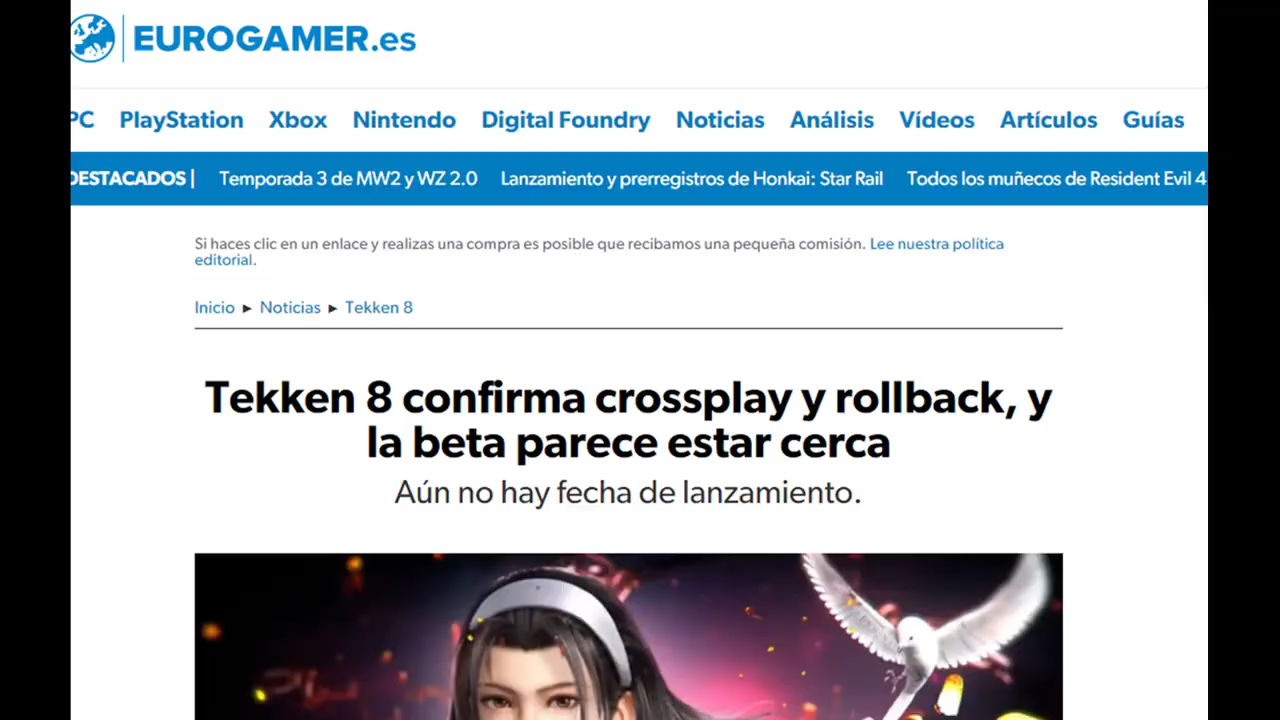 EUROGAMER.es
PC PlayStation Xbox Nintendo Digital Foundry Noticias Análisis Vídeos Artículos Guías
DESTACADOS | Temporada 3 de MW2 y WZ 2.0 Lanzamiento y prerregistros de Honkai: Star Rail Todos los muñecos de Resident Evil 4
Si haces clic en un enlace y realizas una compra es posible que recibamos una pequeña comisión. Lee nuestra política
editorial.
Inicio ► Noticias ► Tekken 8
Tekken 8 confirma crossplay y rollback, y
la beta parece estar cerca
Aún no hay fecha de lanzamiento.